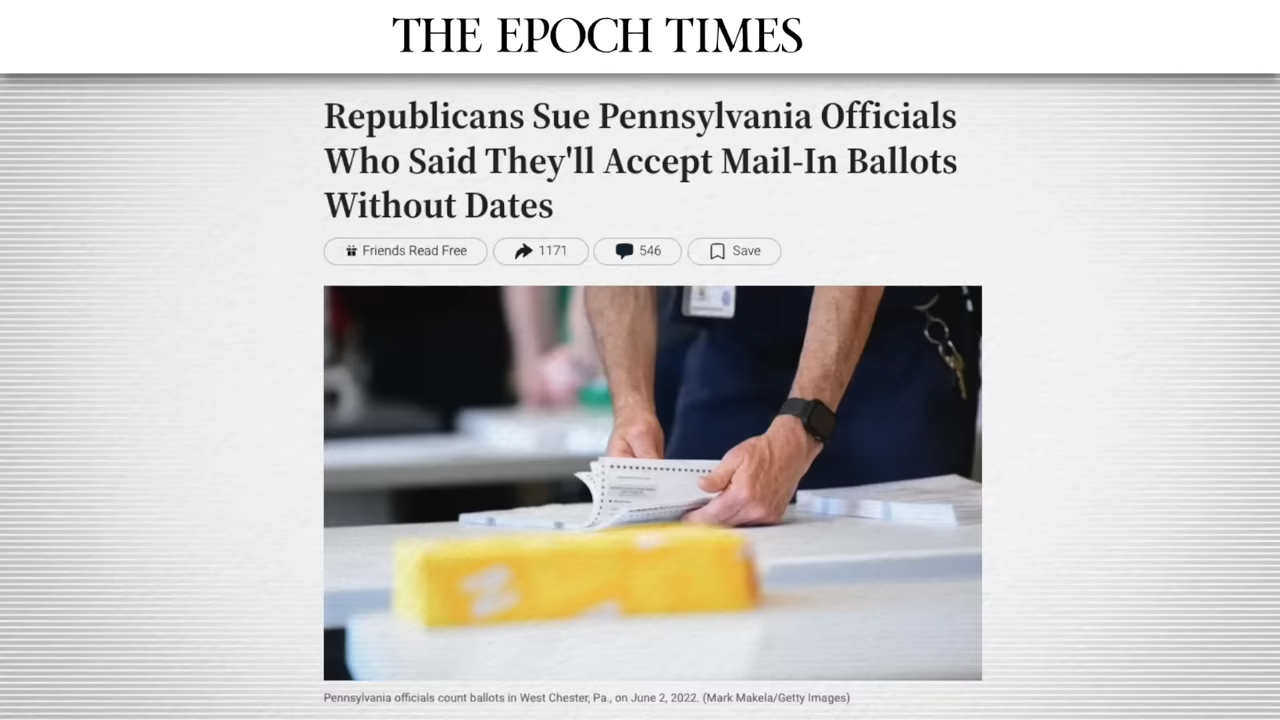 THE EPOCH TIMES
Republicans Sue Pennsylvania Officials
Who Said They'll Accept Mail-In Ballots
Without Dates
Friends Read Free
1171
546
Save
Pennsylvania officials count ballots in West Chester, Pa., on June 2, 2022. (Mark Makela/Getty Images)